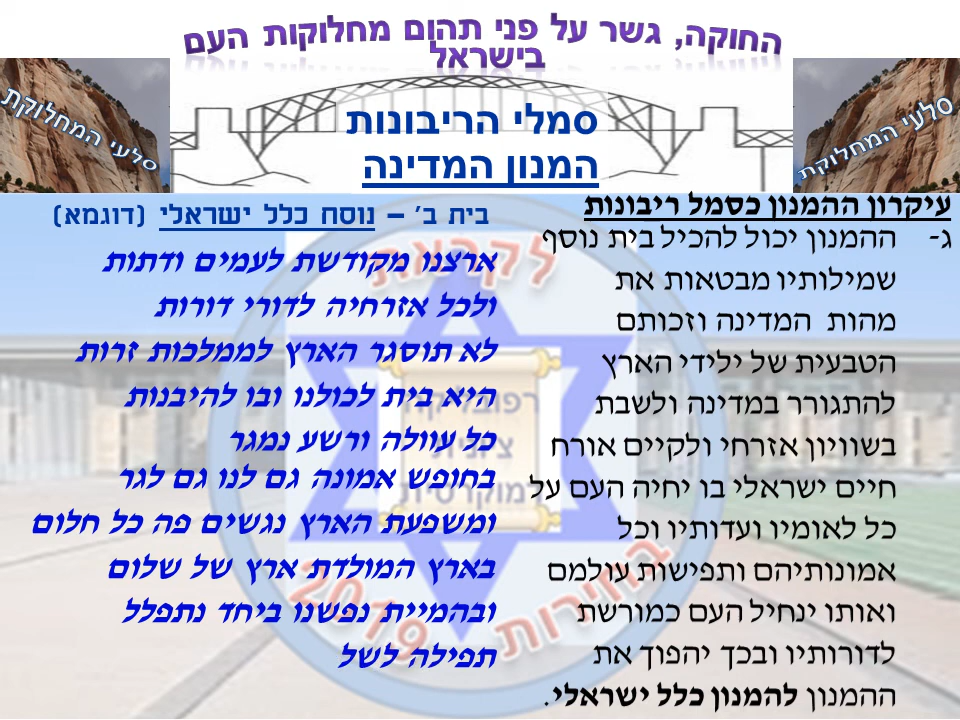 החוקה, גשר על פני תהום מחלוקות העם
בישראל
סלעי המחלוקת
סלעי המחלוקת
סמלי הריבונות
המנון המדינה
עיקרון ההמנון כסמל ריבונות
ג- ההמנון יכול להכיל בית נוסף
שמילותיו מבטאות את
מהות המדינה וזכותם
הטבעית של ילידי הארץ
להתגורר במדינה ולשבת
בשוויון אזרחי ולקיים אורח
חיים ישראלי בו יחיה העם על
כל לאומיו ועדותיו וכל
אמונותיהם ותפישות עולמם
ואותו ינחיל העם כמורשת
לדורותיו ובכך יהפוך את
ההמנון להמנון כלל ישראלי.
בית ב' – נוסח כלל ישראלי (דוגמא)
ארצנו מקודשת לעמים ודתות
ולכל אזרחיה לדורי דורות
לא תוסגר הארץ לממלכות זרות
היא בית לכולנו ובו להיבנות
כל עוולה ורשע נמגר
בחופש אמונה גם לנו גם לגר
ומשפעת הארץ נגשים פה כל חלום
בארץ המולדת ארץ של שלום
ובהמיית נפשנו ביחד נתפלל
תפילה לשל
לקראת
בחירות 2019